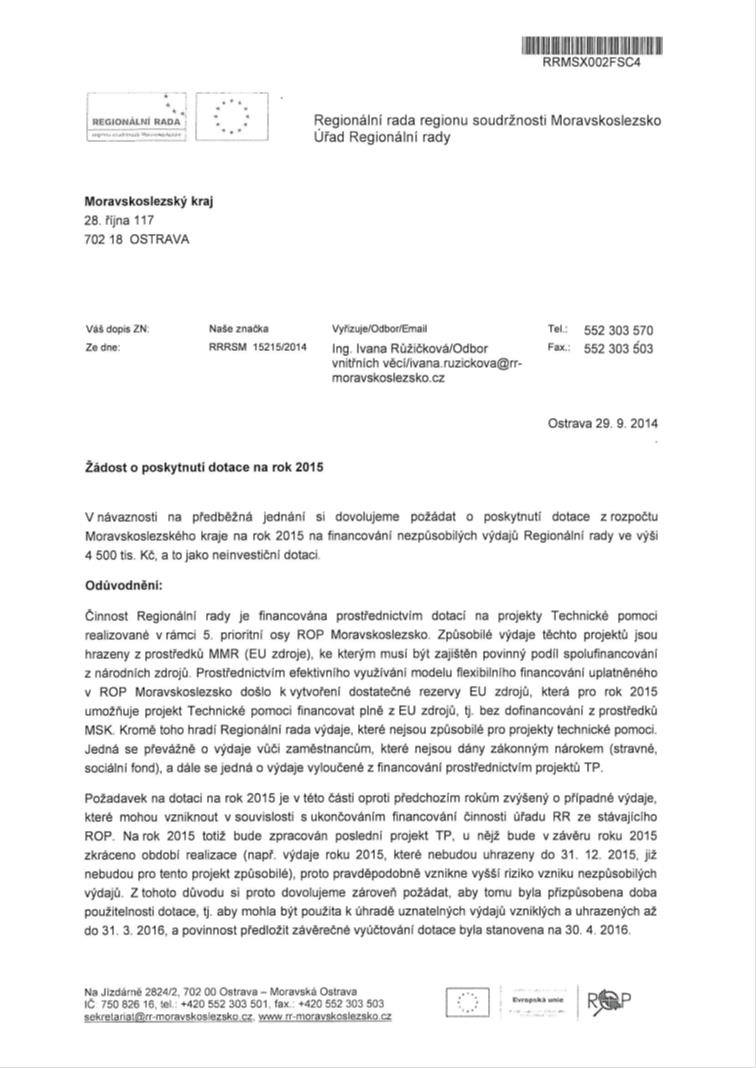 RRMSX002FSC4
REGIONÁLNÍ RADA
Regionální rada regionu soudržnosti Moravskoslezsko
Úřad Regionální rady
Moravskoslezský kraj
28. října 117
702 18 OSTRAVA
Váš dopis ZN: Naše značka Vyřizuje/Odbor/Email Tel.: 552 303 570
Ze dne: RRRSM 15215/2014 Ing. Ivana Růžičková/Odbor Fax.: 552 303 503
vnitřních věcí/ivana.ruzickova@rr-
moravskoslezsko.cz
Ostrava 29. 9. 2014
Žádost o poskytnutí dotace na rok 2015
V návaznosti na předběžná jednání si dovolujeme požádat o poskytnutí dotace z rozpočtu
Moravskoslezského kraje na rok 2015 na financování nezpůsobilých výdajů Regionální rady ve výši
4 500 tis. Kč, a to jako neinvestiční dotaci.
Odůvodnění:
Činnost Regionální rady je financována prostřednictvím dotací na projekty Technické pomoci
realizované v rámci 5. prioritní osy ROP Moravskoslezsko. Způsobilé výdaje těchto projektů jsou
hrazeny z prostředků MMR (EU zdroje), ke kterým musí být zajištěn povinný podíl spolufinancování
z národních zdrojů. Prostřednictvím efektivního využívání modelu flexibilního financování uplatněného
v ROP Moravskoslezsko došlo k vytvoření dostatečné rezervy EU zdrojů, která pro rok 2015
umožňuje projekt Technické pomoci financovat plně z EU zdrojů, tj. bez dofinancování z prostředků
MSK. Kromě toho hradí Regionální rada výdaje, které nejsou způsobilé pro projekty technické pomoci.
Jedná se převážně o výdaje vůči zaměstnancům, které nejsou dány zákonným nárokem (stravné,
sociální fond), a dále se jedná o výdaje vyloučené z financování prostřednictvím projektů TP.
Požadavek na dotaci na rok 2015 je v této části oproti předchozím rokům zvýšený o případné výdaje,
které mohou vzniknout v souvislosti s ukončováním financování činnosti úřadu RR ze stávajícího
ROP. Na rok 2015 totiž bude zpracován poslední projekt TP, u nějž bude v závěru roku 2015
zkráceno období realizace (např. výdaje roku 2015, které nebudou uhrazeny do 31. 12. 2015, již
nebudou pro tento projekt způsobilé), proto pravděpodobně vznikne vyšší riziko vzniku nezpůsobilých
výdajů. Z tohoto důvodu si proto dovolujeme zároveň požádat, aby tomu byla přizpůsobena doba
použitelnosti dotace, tj. aby mohla být použita k úhradě uznatelných výdajů vzniklých a uhrazených až
do 31. 3. 2016, a povinnost předložit závěrečné vyúčtování dotace byla stanovena na 30. 4. 2016.
Na Jízdárně 2824/2, 702 00 Ostrava – Moravská Ostrava
IČ: 750 826 16, tel.: +420 552 303 501, fax.: +420 552 303 503
sekretariat@rr-moravskoslezsko.cz, www.rr-moravskoslezsko.cz
Evropská unie
ROP